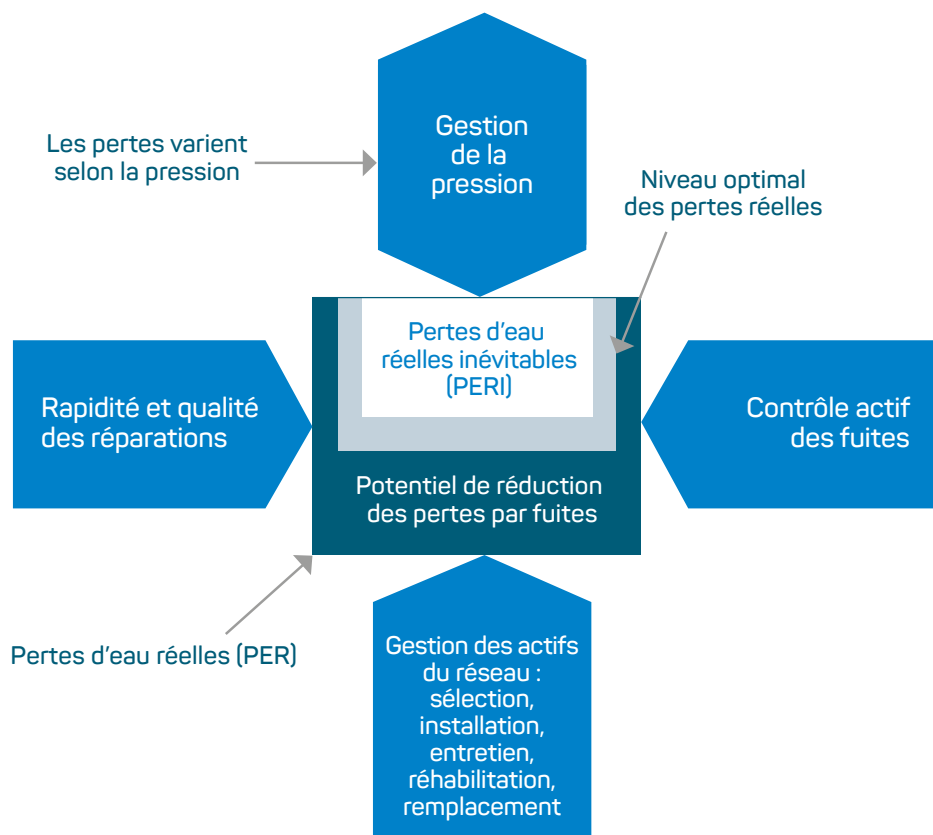 Gestion
de la
pression
Les pertes varient
selon la pression
Niveau optimal
des pertes réelles
Pertes d'eau
réelles inévitables
(PERI)
Rapidité et qualité
des réparations
Contrôle actif
des fuites
Potentiel de réduction
des pertes par fuites
Pertes d'eau réelles (PER)
Gestion des actifs
du réseau :
sélection,
installation,
entretien,
réhabilitation,
remplacement